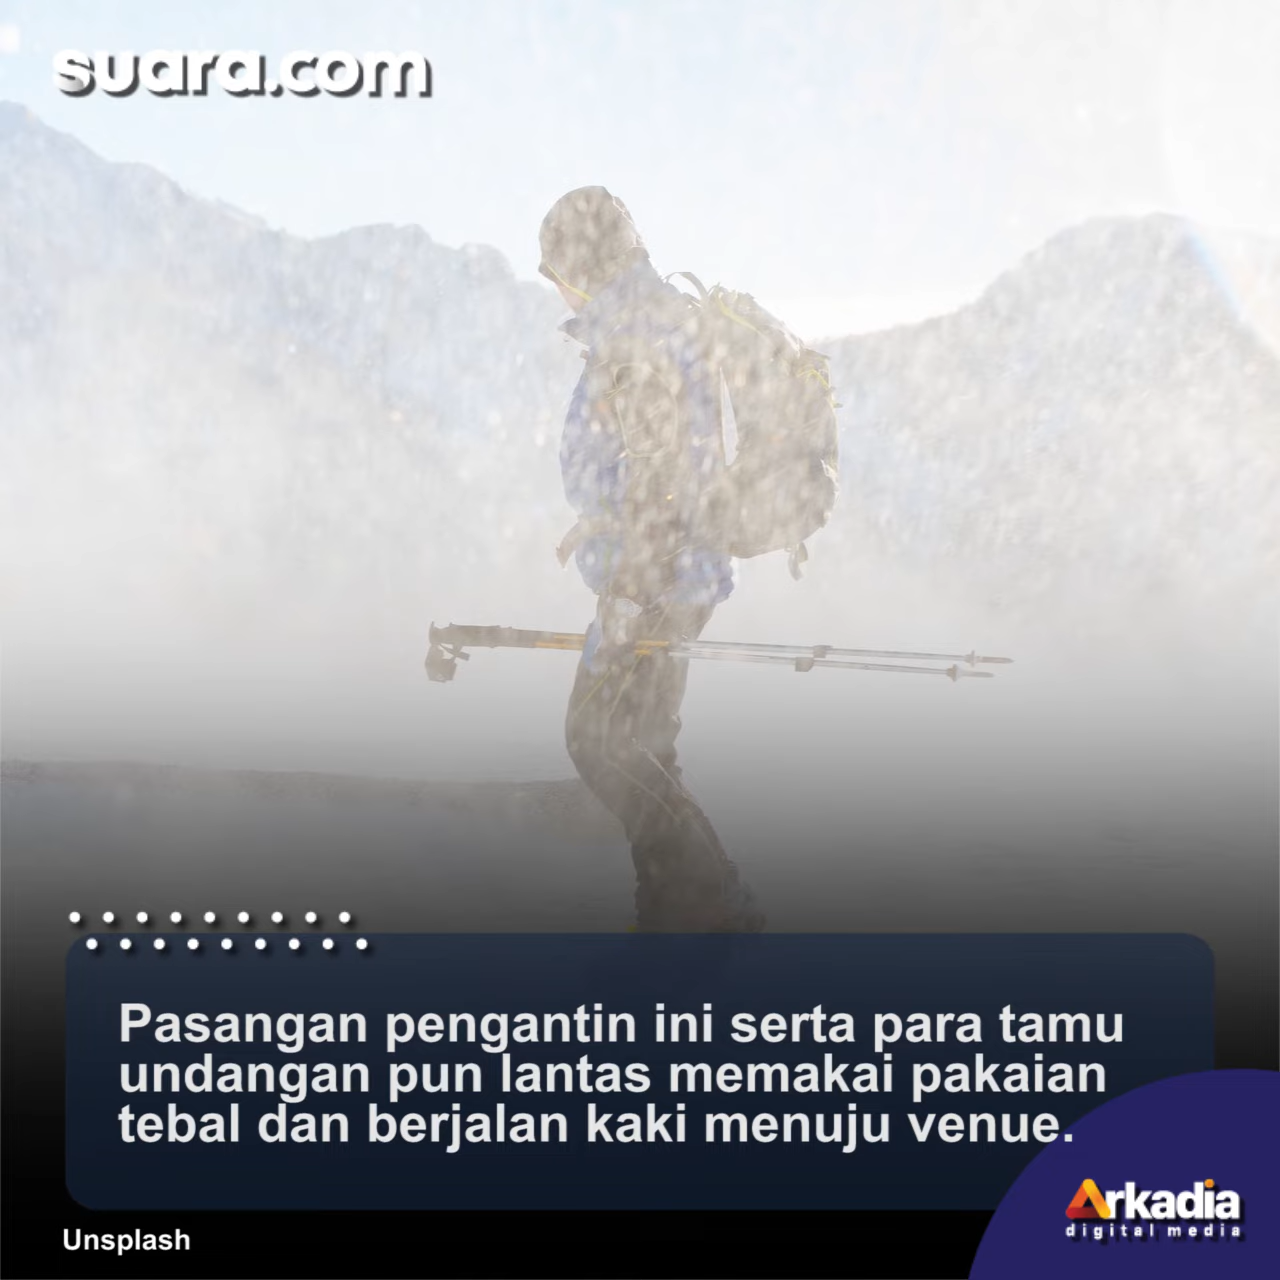 suara.com
Pasangan pengantin ini serta para tamu
undangan pun lantas memakai pakaian
tebal dan berjalan kaki menuju venue.
Unsplash
Arkadia
digital media